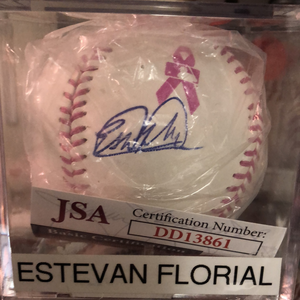 JSA
Certification Number:
DD13861
ESTEVAN FLORIAL